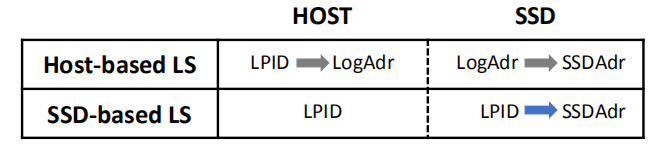 HOST SSD
Host-based LS LPID LogAdr LogAdr SSDAdr
SSD-based LS LPID LPID SSDAdr